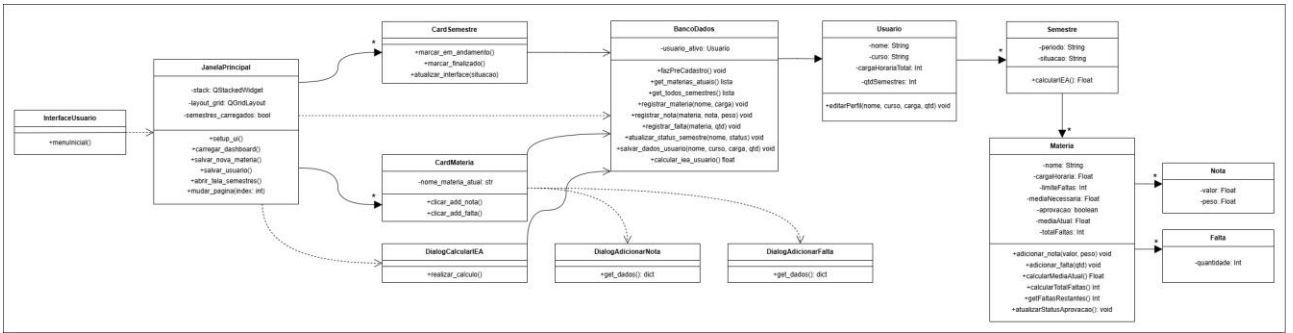 InterfaceUsuario
+menuInicial()
JanelaPrincipal
-stack: QStackedWidget
-layout_grid: QGridLayout
-semestres_carregados: bool
+setup_ui()
+carregar_dashboard()
+salvar_nova_materia()
+salvar_usuario()
+abrir_tela_semestres()
+mudar_pagina(index: int)
*
*
CardSemestre
+marcar_em_andamento()
+marcar_finalizado()
+atualizar_interface(situacao)
CardMateria
-nome_materia_atual: str
+clicar_add_nota()
+clicar_add_falta()
DialogCalcularIEA
+realizar_calculo()
DialogAdicionarNota
+get_dados(): dict
DialogAdicionarFalta
+get_dados(): dict
BancoDados
-usuario_ativo: Usuario
+fazPreCadastro() void
+get_materias_atuais() lista
+get_todos_semestres() lista
+registrar_materia(nome, carga) void
+registrar_nota(materia, nota, peso) void
+registrar_falta(materia, qtd) void
+atualizar_status_semestre(nome, status) void
+salvar_dados_usuario(nome, curso, carga, qtd) void
+calcular_iea_usuario() float
Usuario
-nome: String
-curso: String
-cargaHorariaTotal: Int
-qtdSemestres: Int
+editarPerfil(nome, curso, carga, qtd) void
*
Semestre
-periodo: String
-situacao: String
+calcularIEA(): Float
*
Materia
-nome: String
-cargaHoraria: Float
-limiteFaltas: Int
-mediaNecessaria: Float
-aprovacao: boolean
-mediaAtual: Float
-totalFaltas: Int
+adicionar_nota(valor, peso) void
+adicionar_falta(qtd) void
+calcularMediaAtual() Float
+calcularTotalFaltas() Int
+getFaltasRestantes() Int
+atualizarStatusAprovacao(): void
*
Nota
-valor: Float
-peso: Float
*
Falta
-quantidade: Int